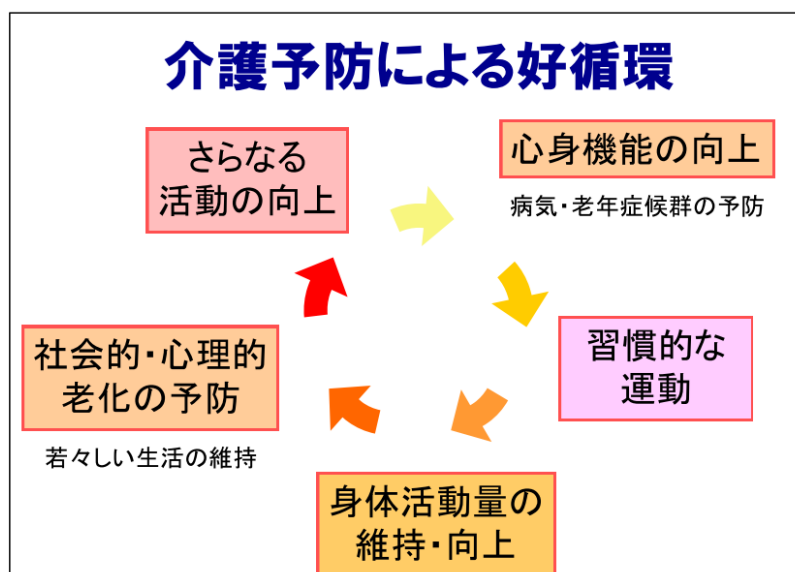 介護予防による好循環
さらなる
活動の向上
心身機能の向上
病気・老年症候群の予防
習慣的な
運動
身体活動量の
維持・向上
社会的・心理的
老化の予防
若々しい生活の維持